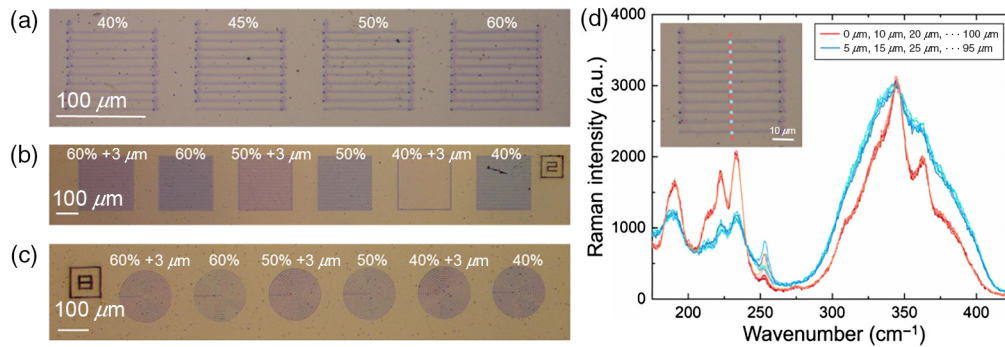 (a)
40% 45% 50% 60%
100 μm
(b)
60% +3 μm 60% 50% +3 μm 50% 40% +3 μm 40%
2
100 μm
(c)
60% +3 μm 60% 50% +3 μm 50% 40% +3 μm 40%
8
100 μm
(d)
Raman intensity (a.u.)
4000
3000
2000
1000
0
0 μm, 10 μm, 20 μm, ··· 100 μm
5 μm, 15 μm, 25 μm, ··· 95 μm
10 μm
200 250 300 350 400
Wavenumber (cm⁻¹)